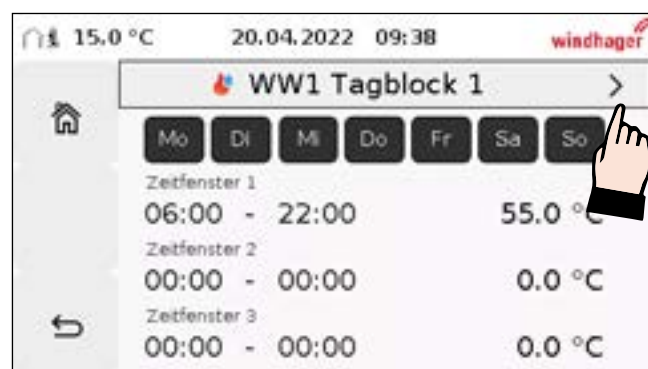 15.0 °C 20.04.2022 09:38 windhager
WW1 Tagblock 1 >
Mo Di Mi Do Fr Sa So
Zeitfenster 1
06:00 - 22:00 55.0 °C
Zeitfenster 2
00:00 - 00:00 0.0 °C
Zeitfenster 3
00:00 - 00:00 0.0 °C